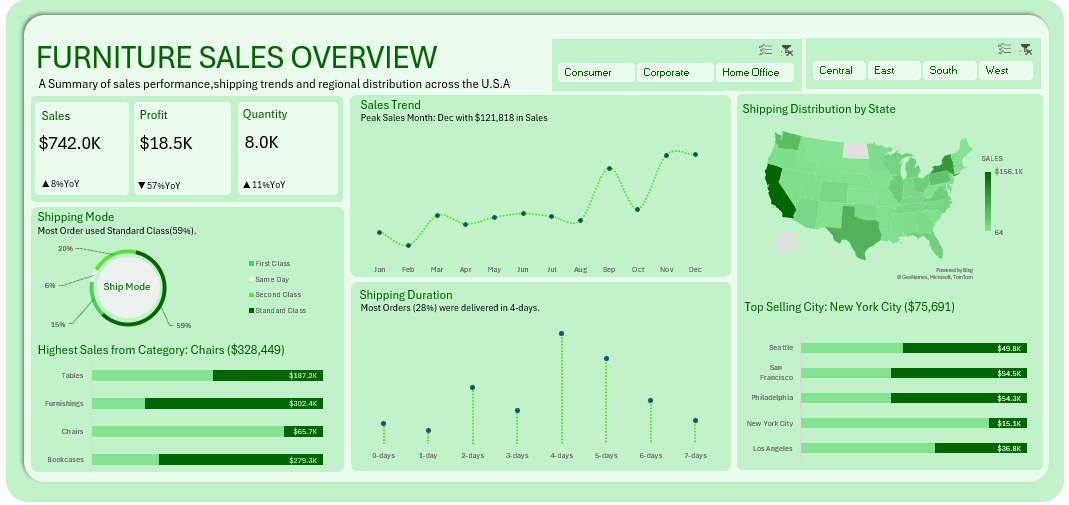 FURNITURE SALES OVERVIEW
A Summary of sales performance,shipping trends and regional distribution across the U.S.A
Consumer
Corporate
Home Office
Central
East
South
West
Sales
$742.0K
▲8%YoY
Profit
$18.5K
▼57%YoY
Quantity
8.0K
▲11%YoY
Shipping Mode
Most Order used Standard Class(59%).
20%
6%
15%
59%
Ship Mode
First Class
Same Day
Second Class
Standard Class
Highest Sales from Category: Chairs ($328,449)
Tables $187.2K
Furnishings $302.4K
Chairs $65.7K
Bookcases $279.3K
Sales Trend
Peak Sales Month: Dec with $121,818 in Sales
Jan Feb Mar Apr May Jun Jul Aug Sep Oct Nov Dec
Shipping Duration
Most Orders (28%) were delivered in 4-days.
0-days 1-day 2-days 3-days 4-days 5-days 6-days 7-days
Shipping Distribution by State
SALES
$156.1K
64
Powered by Bing
© GeoNames, Microsoft, TomTom
Top Selling City: New York City ($75,691)
Seattle $49.8K
San
Francisco $54.5K
Philadelphia $54.3K
New York City $15.1K
Los Angeles $36.8K